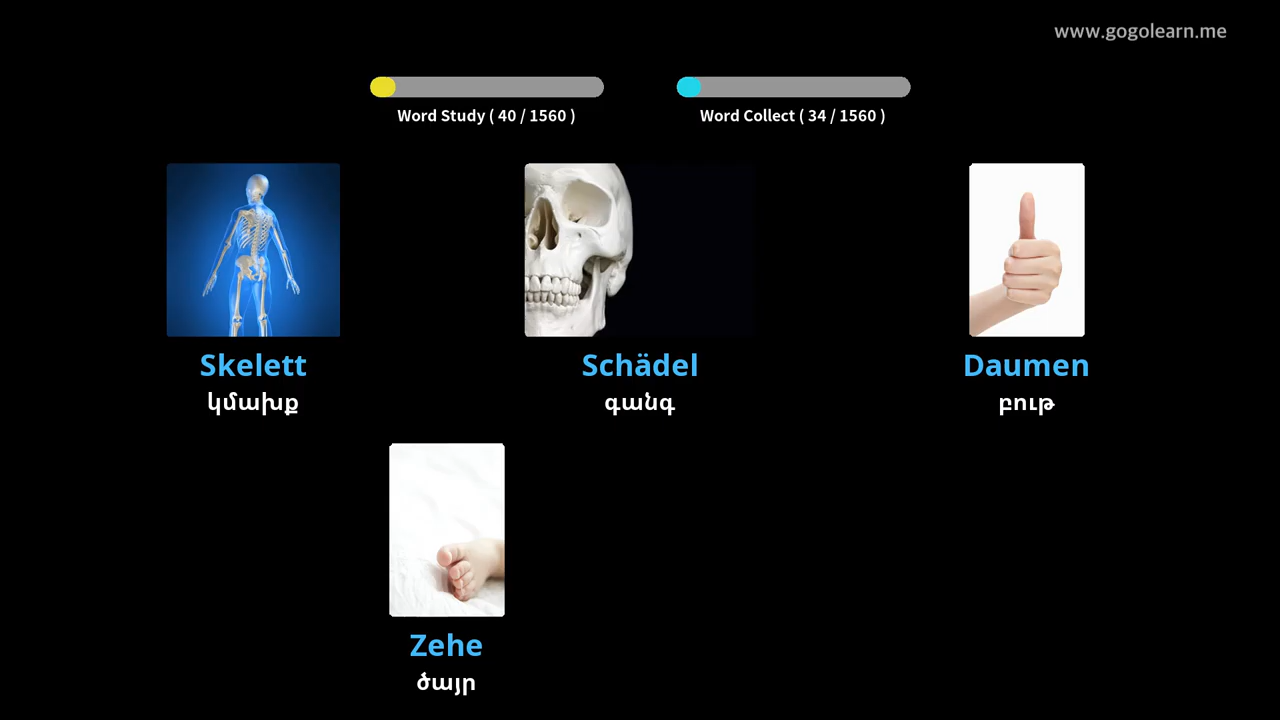 www.gogolearn.me
Word Study ( 40 / 1560 )
Word Collect ( 34 / 1560 )
Skelett
կմախք
Schädel
գանգ
Daumen
բութ
Zehe
ծայր